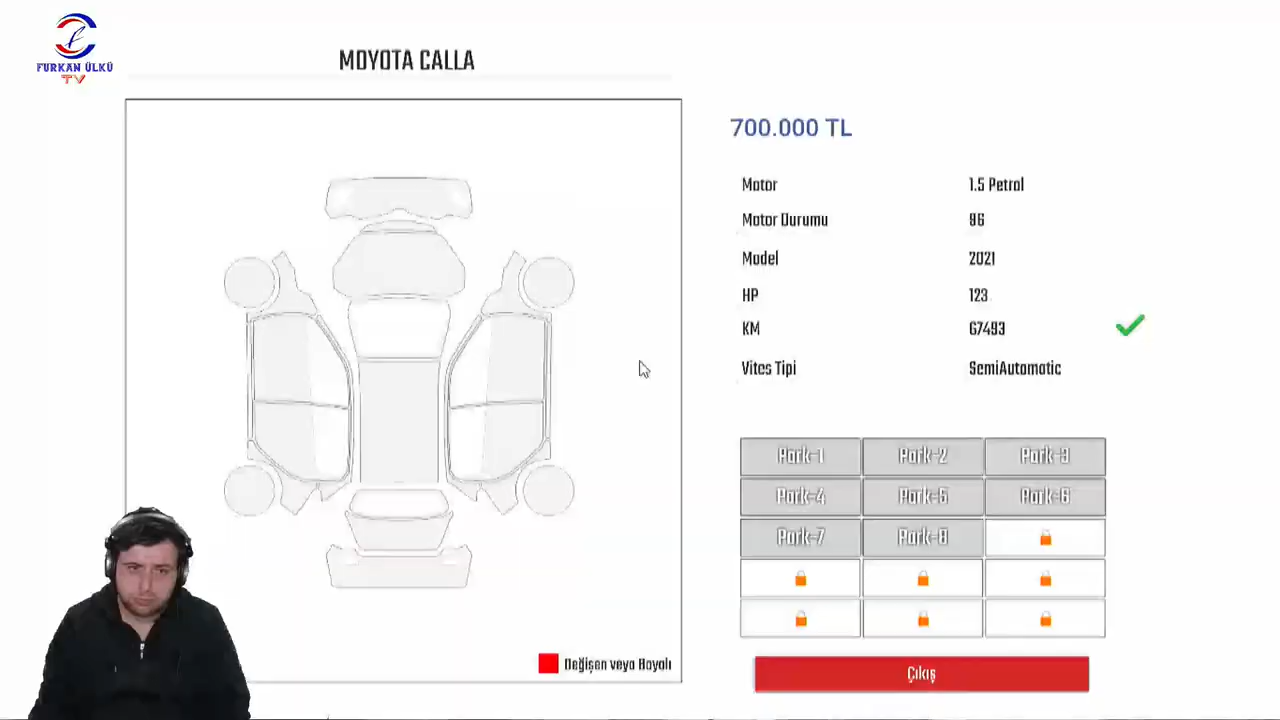 FURKAN ÜLKÜ
TV
MOYOTA CALLA
700.000 TL
Motor 1.5 Petrol
Motor Durumu 96
Model 2021
HP 123
KM 67493
Vites Tipi SemiAutomatic
Park-1 Park-2 Park-3
Park-4 Park-5 Park-6
Park-7 Park-8
Değişen veya Boyalı
Çıkış